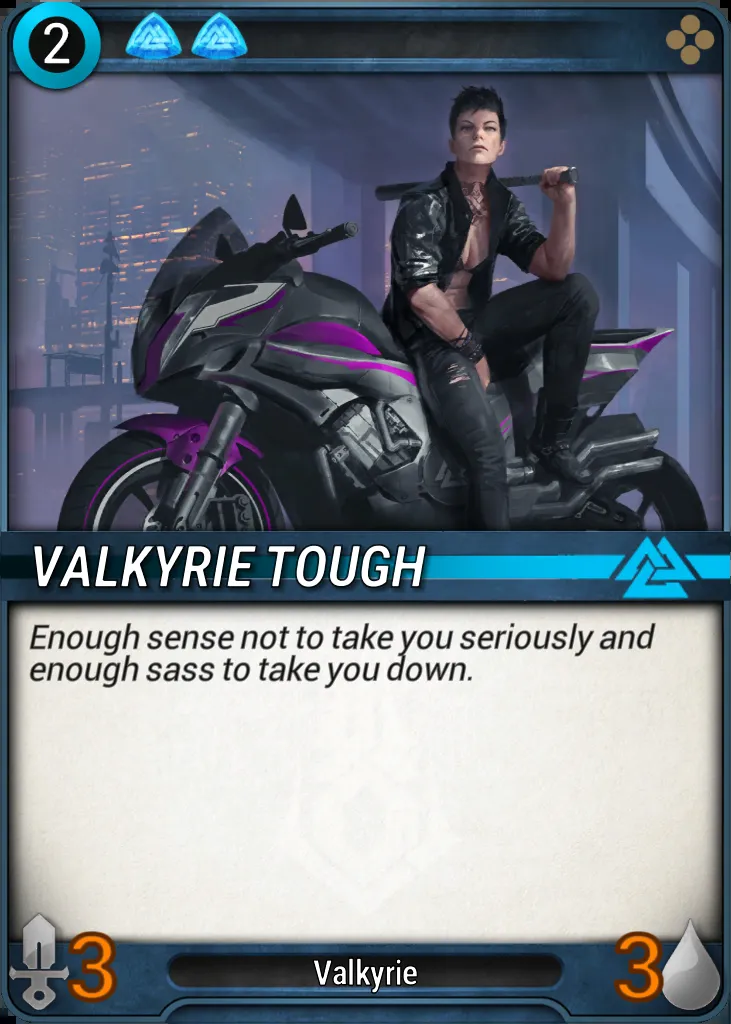 2
VALKYRIE TOUGH
Enough sense not to take you seriously and
enough sass to take you down.
3
Valkyrie
3